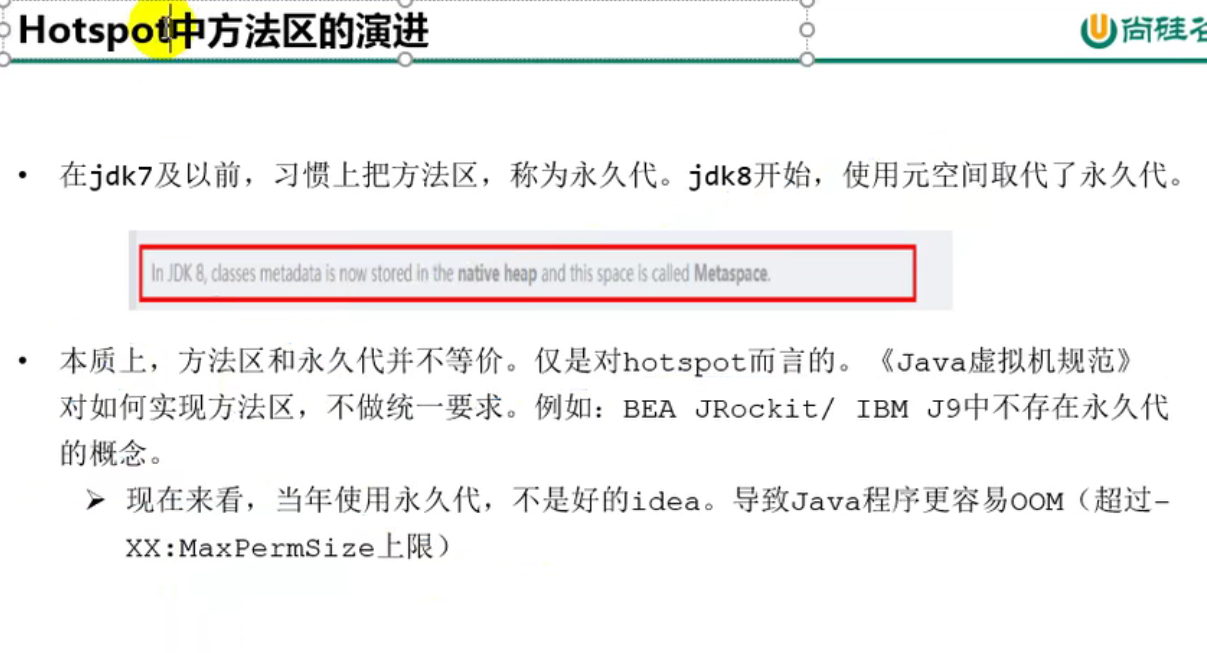 Hotspot中方法区的演进
尚硅谷
• 在jdk7及以前，习惯上把方法区，称为永久代。jdk8开始，使用元空间取代了永久代。
In JDK 8, classes metadata is now stored in the native heap and this space is called Metaspace.
• 本质上，方法区和永久代并不等价。仅是对hotspot而言的。《Java虚拟机规范》
对如何实现方法区，不做统一要求。例如：BEA JRockit/ IBM J9中不存在永久代
的概念。
➢ 现在来看，当年使用永久代，不是好的idea。导致Java程序更容易OOM（超过-
XX:MaxPermSize上限）